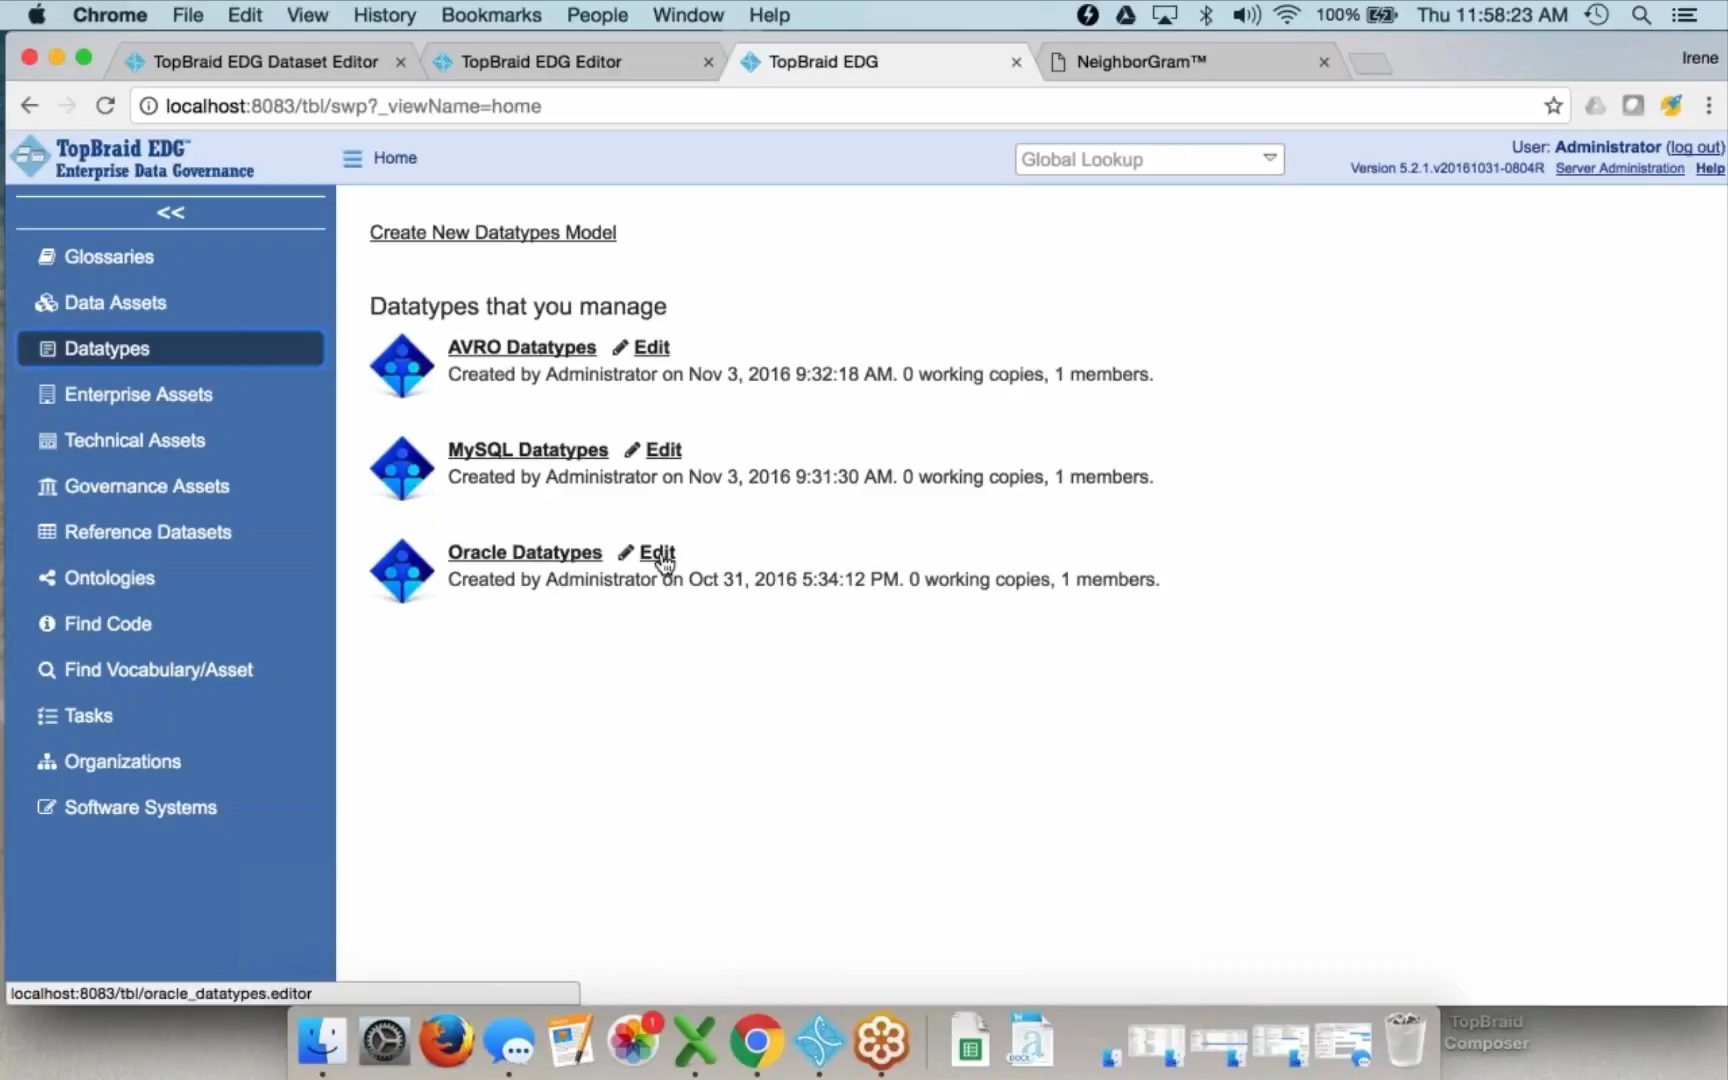 Chrome File Edit View History Bookmarks People Window Help 100% Thu 11:58:23 AM
TopBraid EDG Dataset Editor TopBraid EDG Editor TopBraid EDG NeighborGram™ Irene
localhost:8083/tbl/swp?_viewName=home
TopBraid EDG™
Enterprise Data Governance
Home
Global Lookup
User: Administrator (log out)
Version 5.2.1.v20161031-0804R Server Administration Help
<<
Glossaries
Data Assets
Datatypes
Enterprise Assets
Technical Assets
Governance Assets
Reference Datasets
Ontologies
Find Code
Find Vocabulary/Asset
Tasks
Organizations
Software Systems
Create New Datatypes Model
Datatypes that you manage
AVRO Datatypes Edit
Created by Administrator on Nov 3, 2016 9:32:18 AM. 0 working copies, 1 members.
MySQL Datatypes Edit
Created by Administrator on Nov 3, 2016 9:31:30 AM. 0 working copies, 1 members.
Oracle Datatypes Edit
Created by Administrator on Oct 31, 2016 5:34:12 PM. 0 working copies, 1 members.
localhost:8083/tbl/oracle_datatypes.editor
1
DOCX
TopBraid
Composer